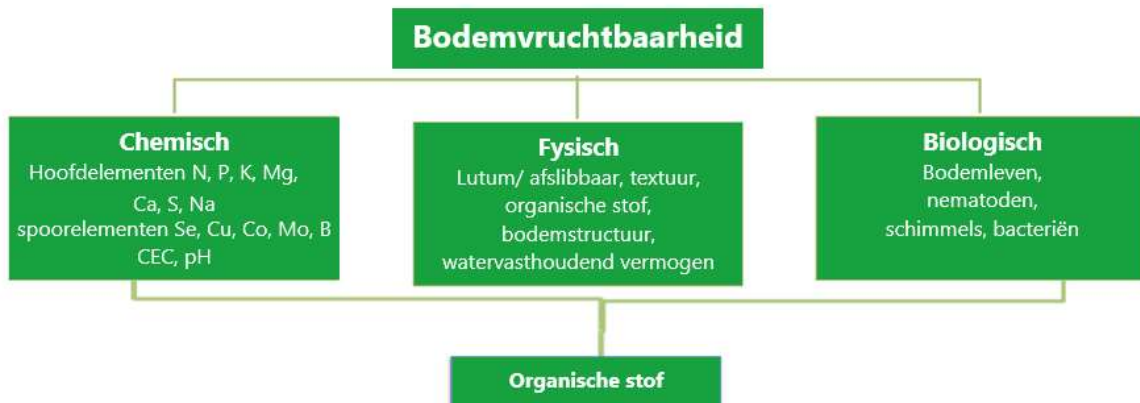 Bodemvruchtbaarheid
Chemisch
Hoofdelementen N, P, K, Mg,
Ca, S, Na
spoorelementen Se, Cu, Co, Mo, B
CEC, pH
Fysisch
Lutum/ afslibbaar, textuur,
organische stof,
bodemstructuur,
watervasthoudend vermogen
Biologisch
Bodemleven,
nematoden,
schimmels, bacteriën
Organische stof